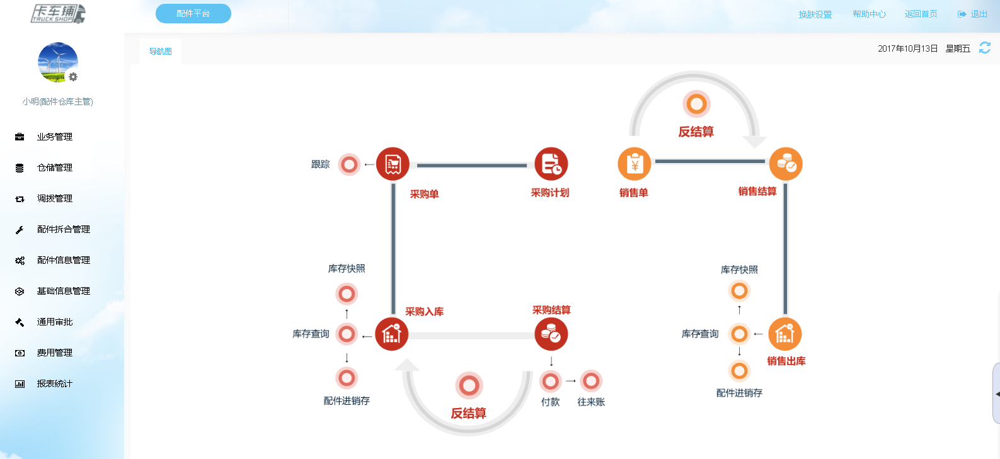 卡车埔
TRUCK SHOP
配件平台
换肤设置
帮助中心
返回首页
退出
导航图
2017年10月13日 星期五
小明(配件仓库主管)
业务管理
仓储管理
调拨管理
配件拆合管理
配件信息管理
基础信息管理
通用审批
费用管理
报表统计
反结算
跟踪
采购单
采购计划
销售单
销售结算
库存快照
采购入库
采购结算
库存查询
配件进销存
反结算
付款
往来账
库存快照
库存查询
销售出库
配件进销存